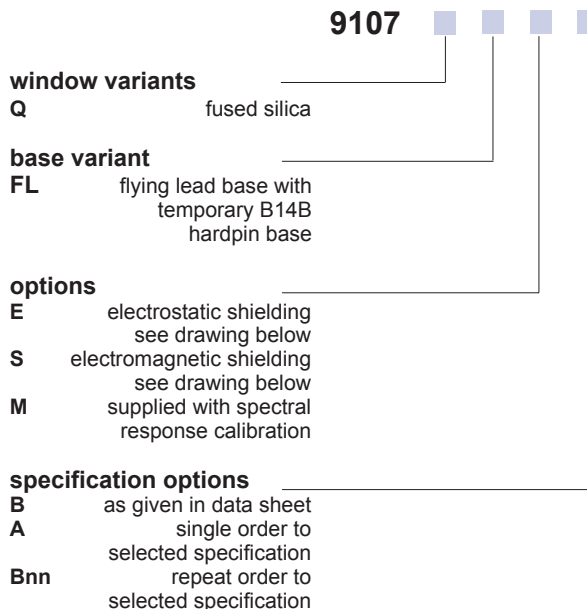 9107
window variants
Q fused silica
base variant
FL flying lead base with
temporary B14B
hardpin base
options
E electrostatic shielding
see drawing below
S electromagnetic shielding
see drawing below
M supplied with spectral
response calibration
specification options
B as given in data sheet
A single order to
selected specification
Bnn repeat order to
selected specification